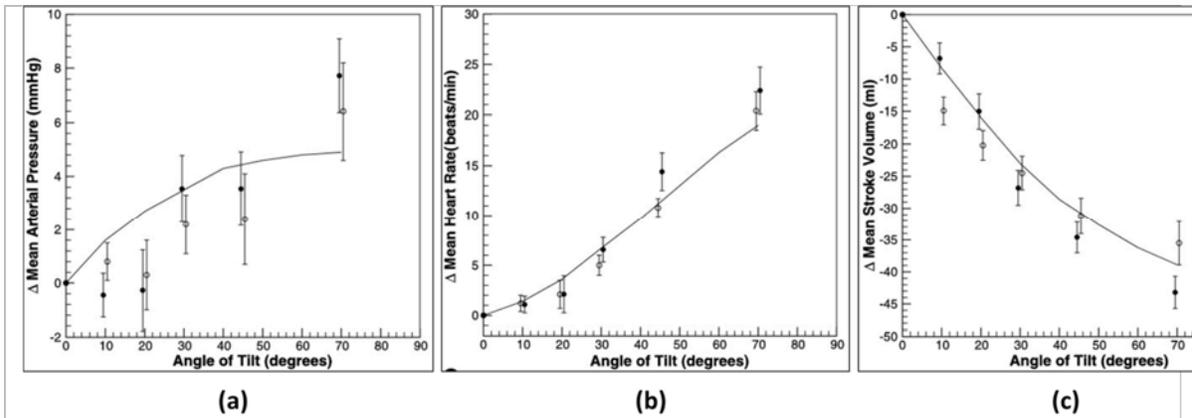 Δ Mean Arterial Pressure (mmHg)
10
8
6
4
2
0
-2
0 10 20 30 40 50 60 70 80 90
Angle of Tilt (degrees)
(a)
Δ Mean Heart Rate(beats/min)
30
25
20
15
10
5
0
0 10 20 30 40 50 60 70 80 90
Angle of Tilt (degrees)
(b)
Δ Mean Stroke Volume (ml)
0
-5
-10
-15
-20
-25
-30
-35
-40
-45
-50
0 10 20 30 40 50 60 70
Angle of Tilt (degrees)
(c)